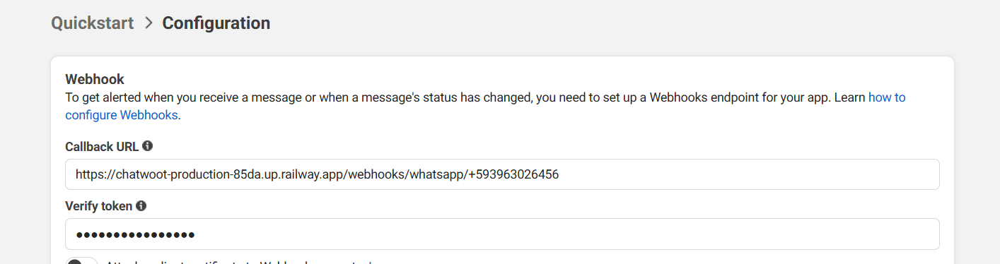 Quickstart > Configuration
Webhook
To get alerted when you receive a message or when a message's status has changed, you need to set up a Webhooks endpoint for your app. Learn how to
configure Webhooks.
Callback URL
https://chatwoot-production-85da.up.railway.app/webhooks/whatsapp/+593963026456
Verify token
••••••••••••••••